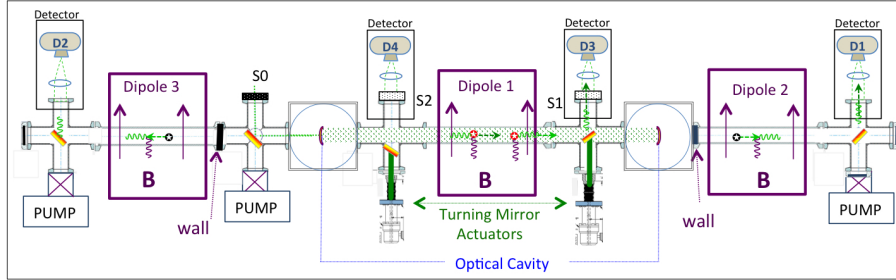 Detector
D2
Detector
D4
Detector
D3
Detector
D1
Dipole 3
S0
S2
Dipole 1
S1
Dipole 2
B
B
B
PUMP
PUMP
PUMP
wall
wall
Turning Mirror
Actuators
Optical Cavity